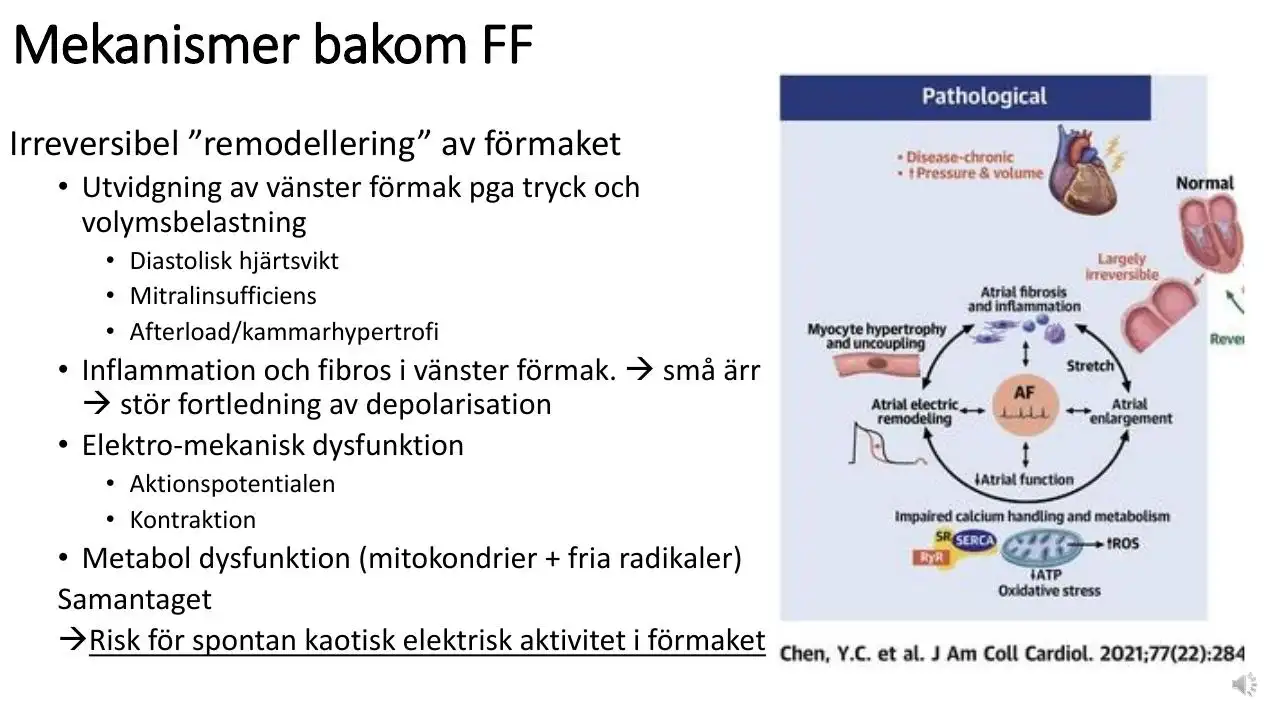 Mekanismer bakom FF
Irreversibel ”remodellering” av förmaket
• Utvidgning av vänster förmak pga tryck och
volymsbelastning
• Diastolisk hjärtsvikt
• Mitralinsufficiens
• Afterload/kammarhypertrofi
• Inflammation och fibros i vänster förmak. → små ärr
→ stör fortledning av depolarisation
• Elektro-mekanisk dysfunktion
• Aktionspotentialen
• Kontraktion
• Metabol dysfunktion (mitokondrier + fria radikaler)
Samantaget
→Risk för spontan kaotisk elektrisk aktivitet i förmaket
Pathological
• Disease-chronic
• ↑Pressure & volume
Normal
Largely
irreversible
Rever
Atrial fibrosis
and inflammation
Myocyte hypertrophy
and uncoupling
Stretch
AF
Atrial electric
remodeling
Atrial
enlargement
↓Atrial function
Impaired calcium handling and metabolism
SR
SERCA
RyR
↑ROS
↓ATP
Oxidative stress
Chen, Y.C. et al. J Am Coll Cardiol. 2021;77(22):284